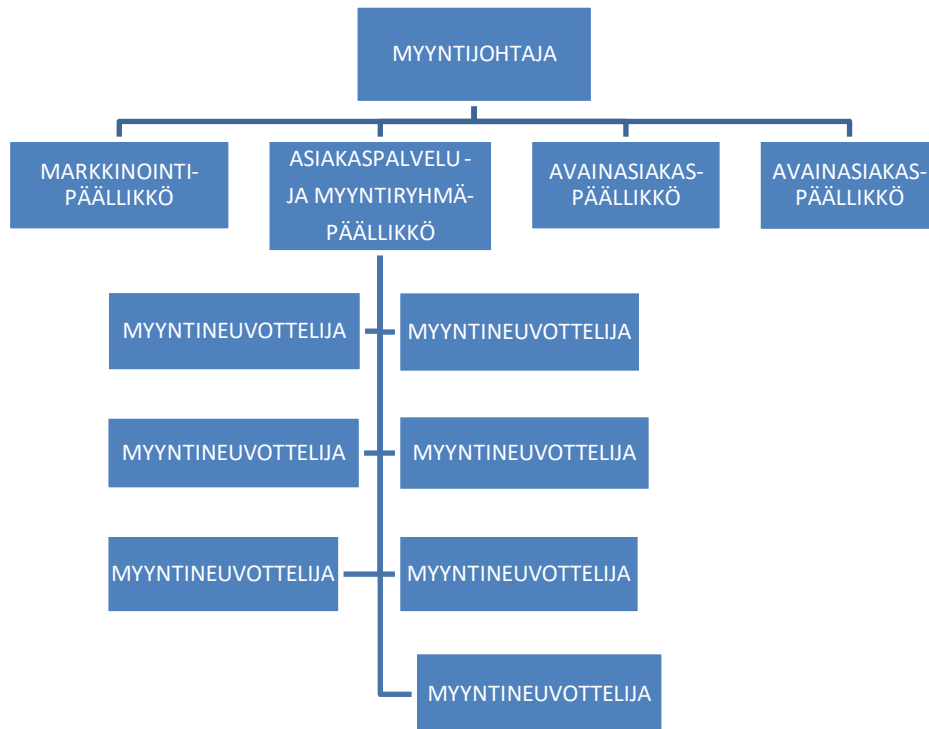 MYYNTIJOHTAJA
MARKKINOINTI-
PÄÄLLIKKÖ
ASIAKASPALVELU -
JA MYYNTIRYHMÄ-
PÄÄLLIKKÖ
AVAINASIAKAS-
PÄÄLLIKKÖ
AVAINASIAKAS-
PÄÄLLIKKÖ
MYYNTINEUVOTTELIJA
MYYNTINEUVOTTELIJA
MYYNTINEUVOTTELIJA
MYYNTINEUVOTTELIJA
MYYNTINEUVOTTELIJA
MYYNTINEUVOTTELIJA
MYYNTINEUVOTTELIJA